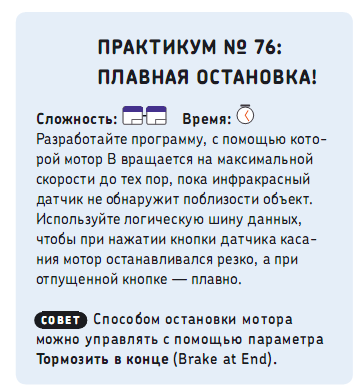 ПРАКТИКУМ № 76:
ПЛАВНАЯ ОСТАНОВКА!
Сложность: Время:
Разработайте программу, с помощью кото-
рой мотор B вращается на максимальной
скорости до тех пор, пока инфракрасный
датчик не обнаружит поблизости объект.
Используйте логическую шину данных,
чтобы при нажатии кнопки датчика каса-
ния мотор останавливался резко, а при
отпущенной кнопке — плавно.
СОВЕТ Способом остановки мотора
можно управлять с помощью параметра
Тормозить в конце (Brake at End).